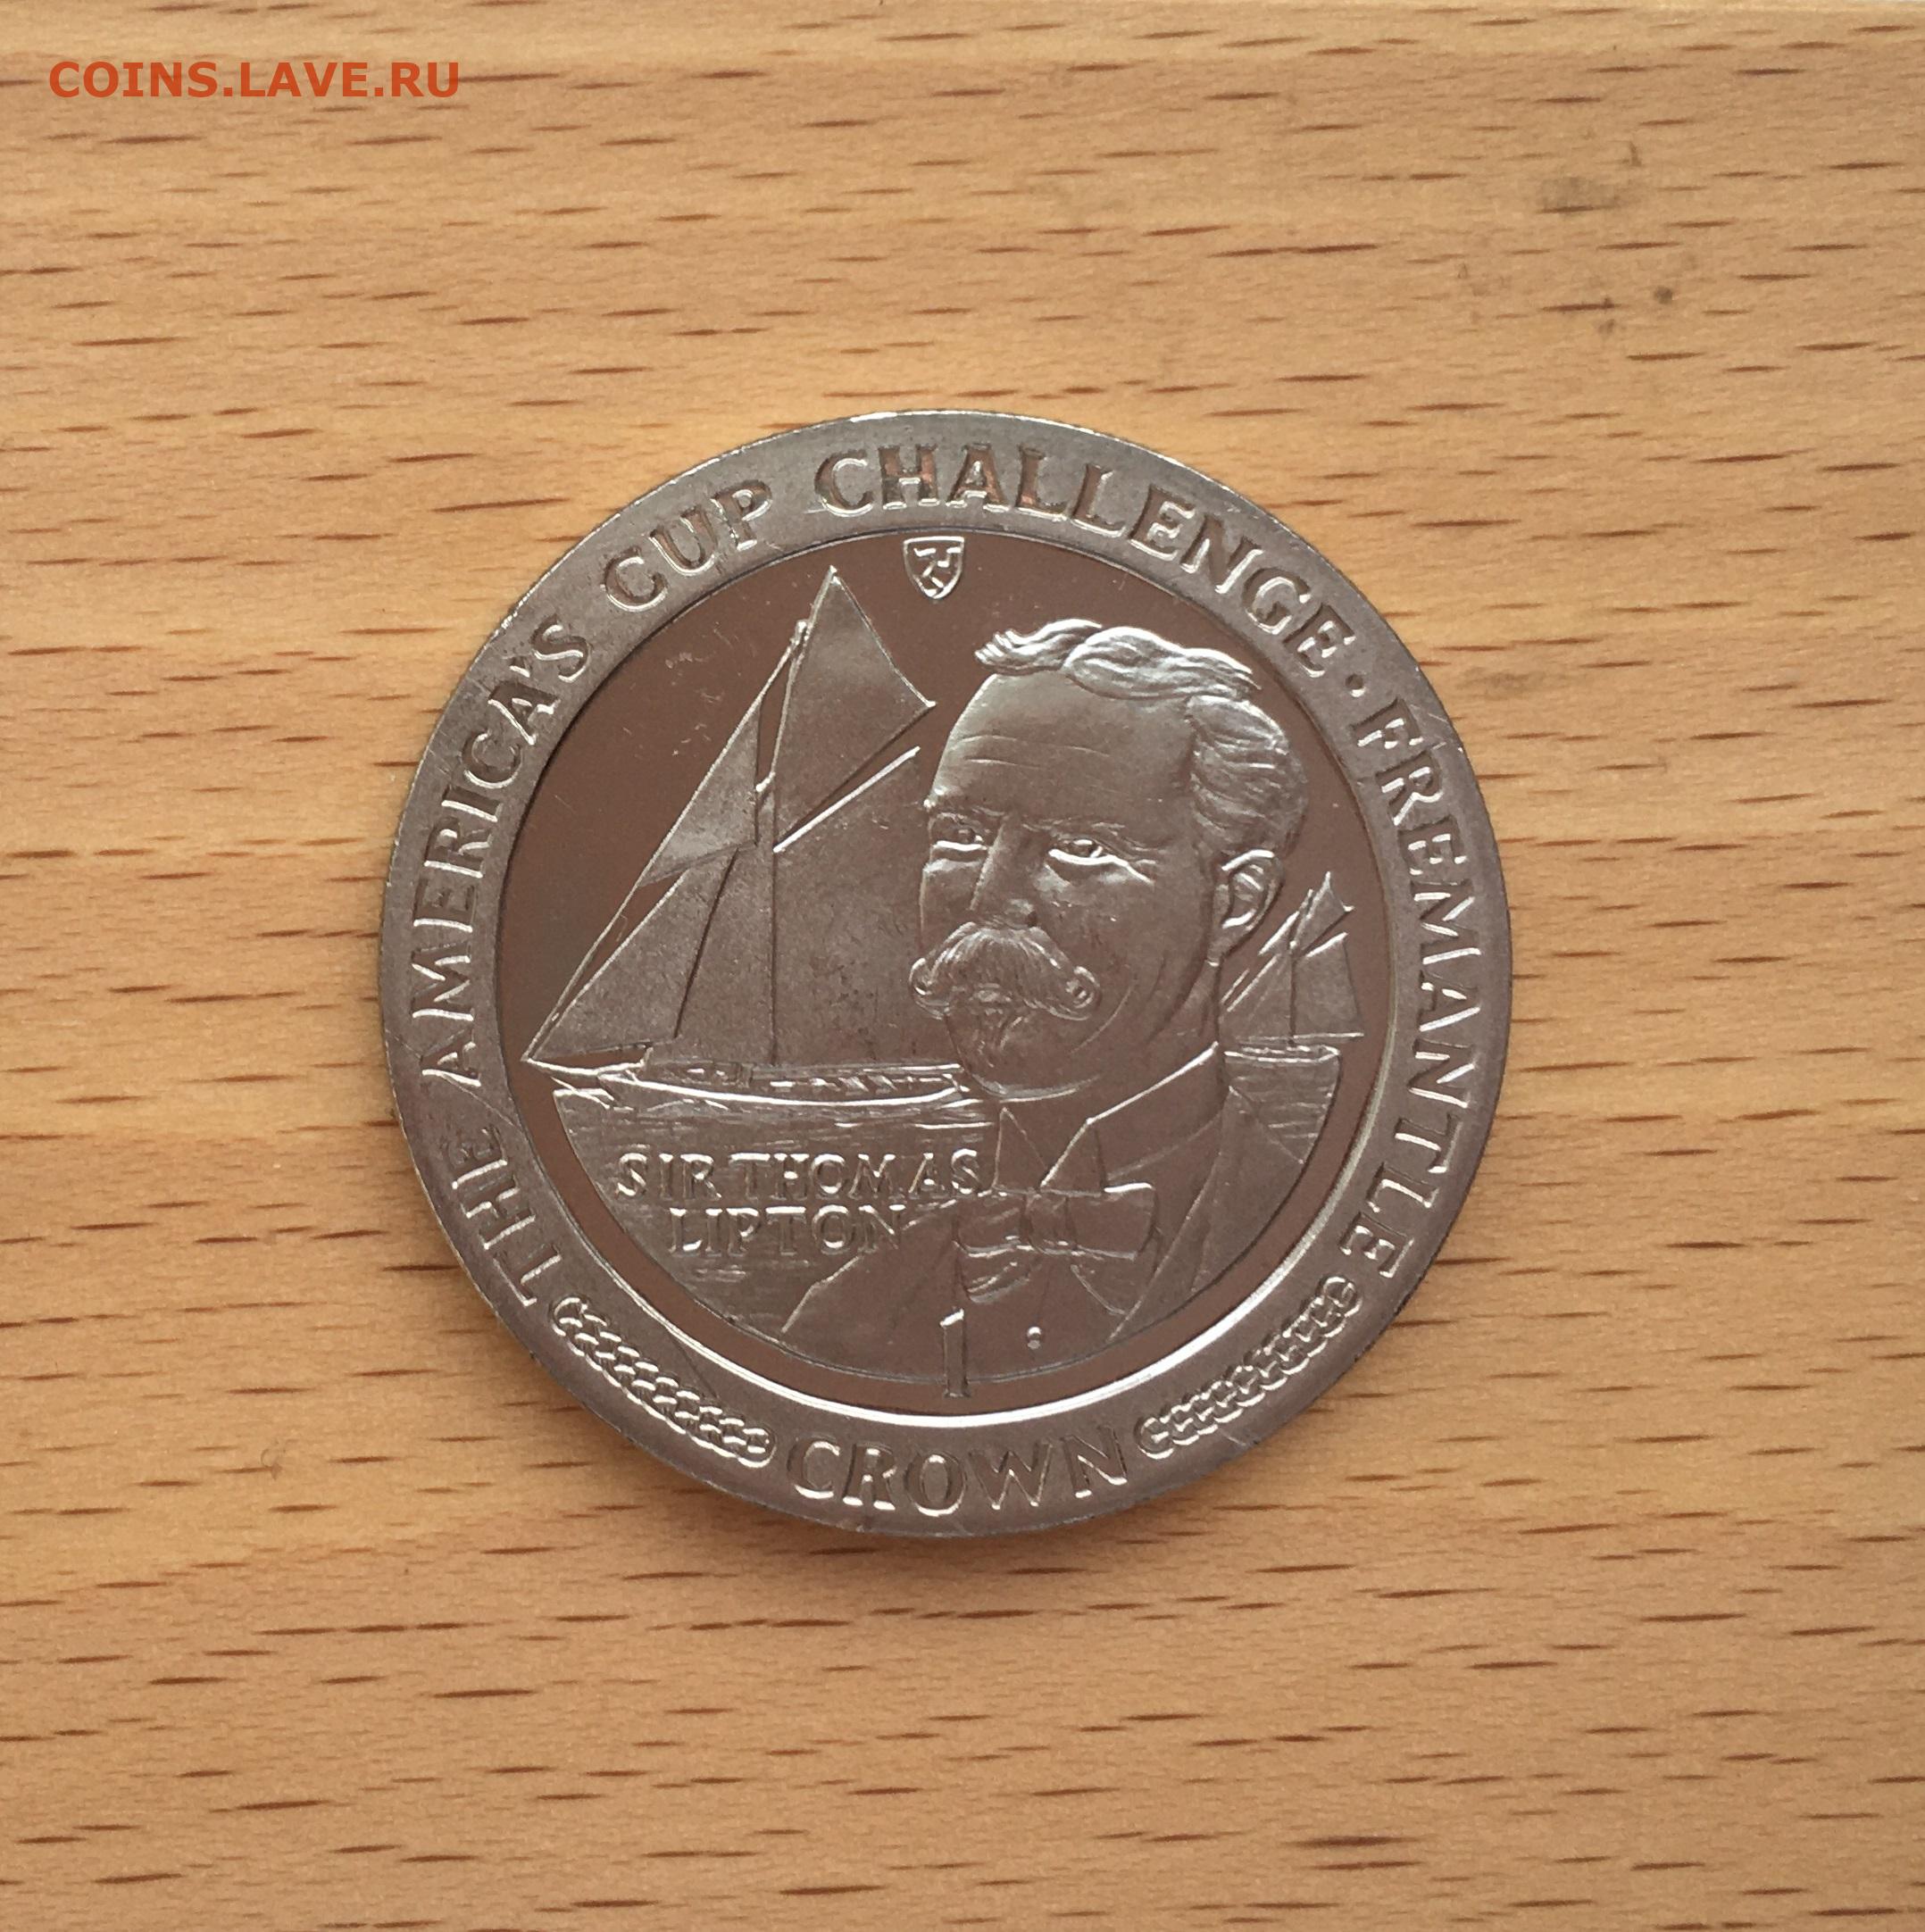 COINS.LAVE.RU
THE AMERICA'S CUP CHALLENGE · FREMANTLE
SIR THOMAS
LIPTON
1
CROWN